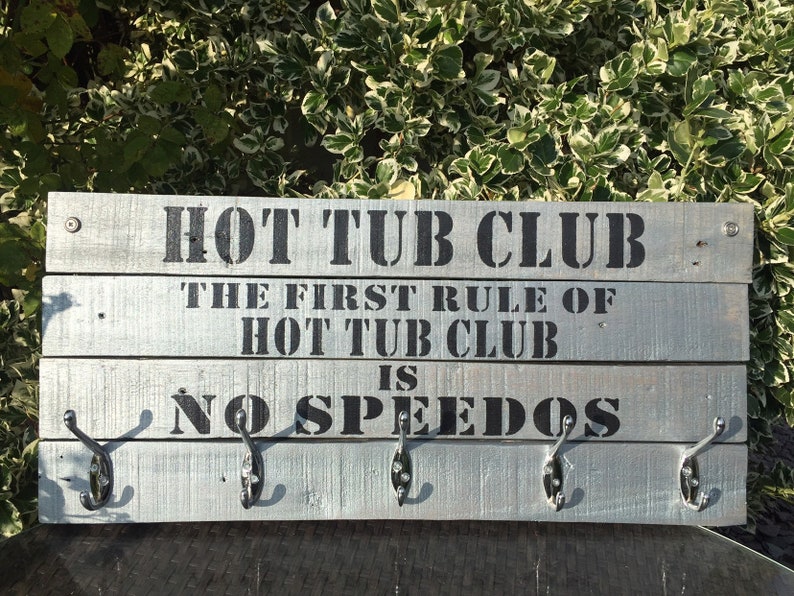 HOT TUB CLUB
THE FIRST RULE OF
HOT TUB CLUB
IS
NO SPEEDOS